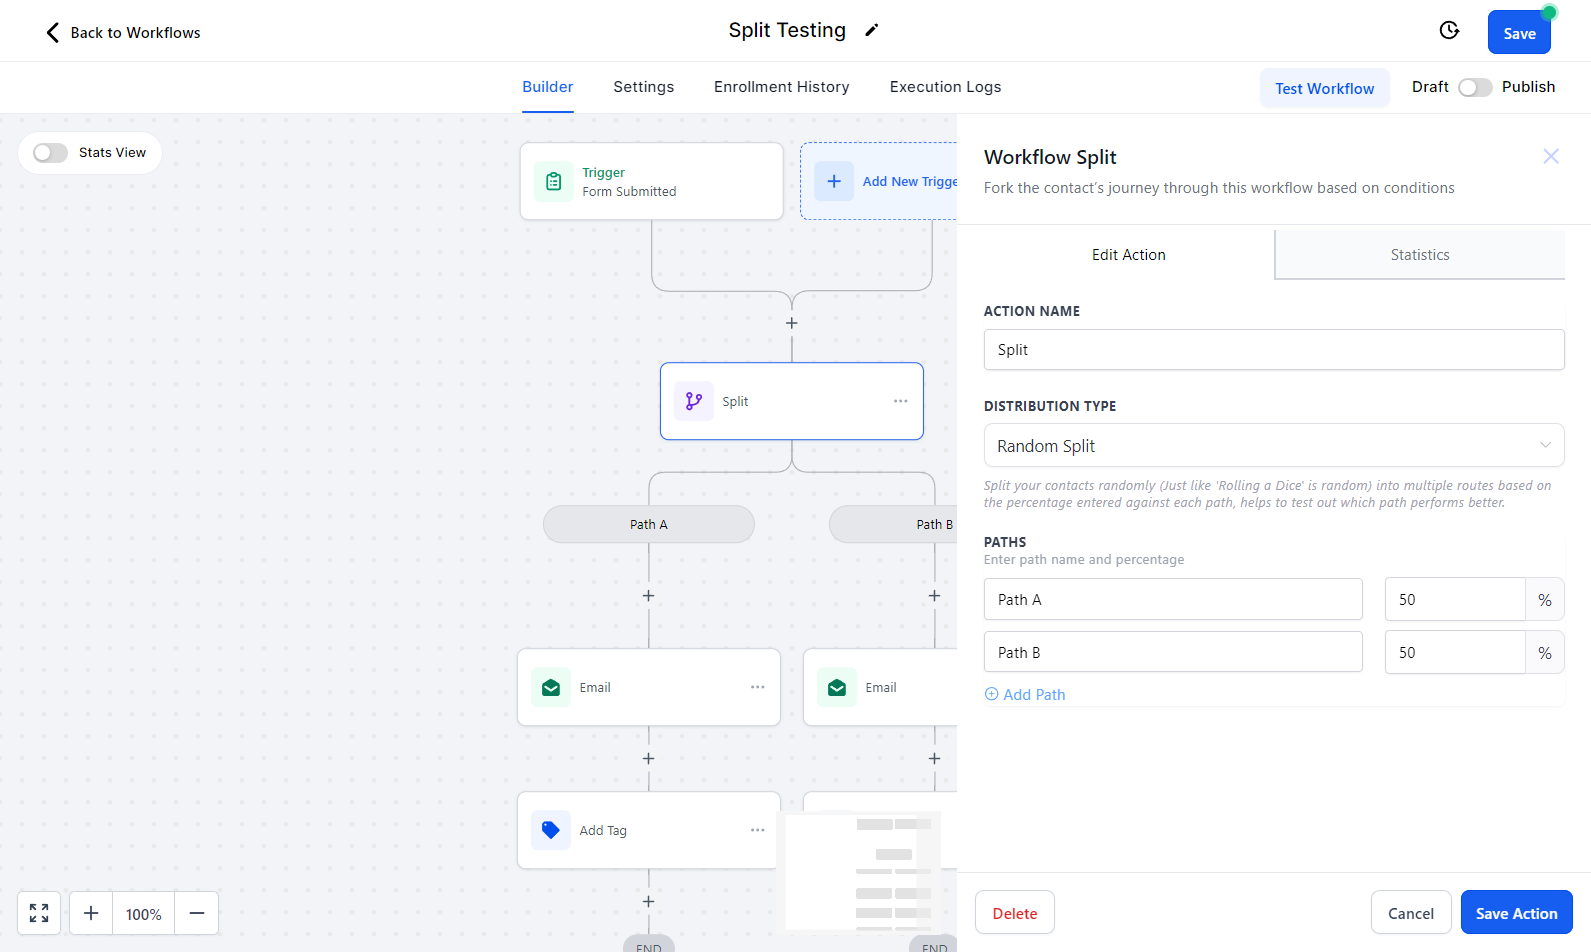 Back to Workflows
Split Testing
Save
Builder
Settings
Enrollment History
Execution Logs
Test Workflow
Draft
Publish
Stats View
Trigger
Form Submitted
Add New Trigge
Split
Path A
Path B
Email
Email
Add Tag
END
END
100%
Workflow Split
Fork the contact's journey through this workflow based on conditions
Edit Action
Statistics
ACTION NAME
Split
DISTRIBUTION TYPE
Random Split
Split your contacts randomly (Just like 'Rolling a Dice' is random) into multiple routes based on
the percentage entered against each path, helps to test out which path performs better.
PATHS
Enter path name and percentage
Path A
50 %
Path B
50 %
Add Path
Delete
Cancel
Save Action